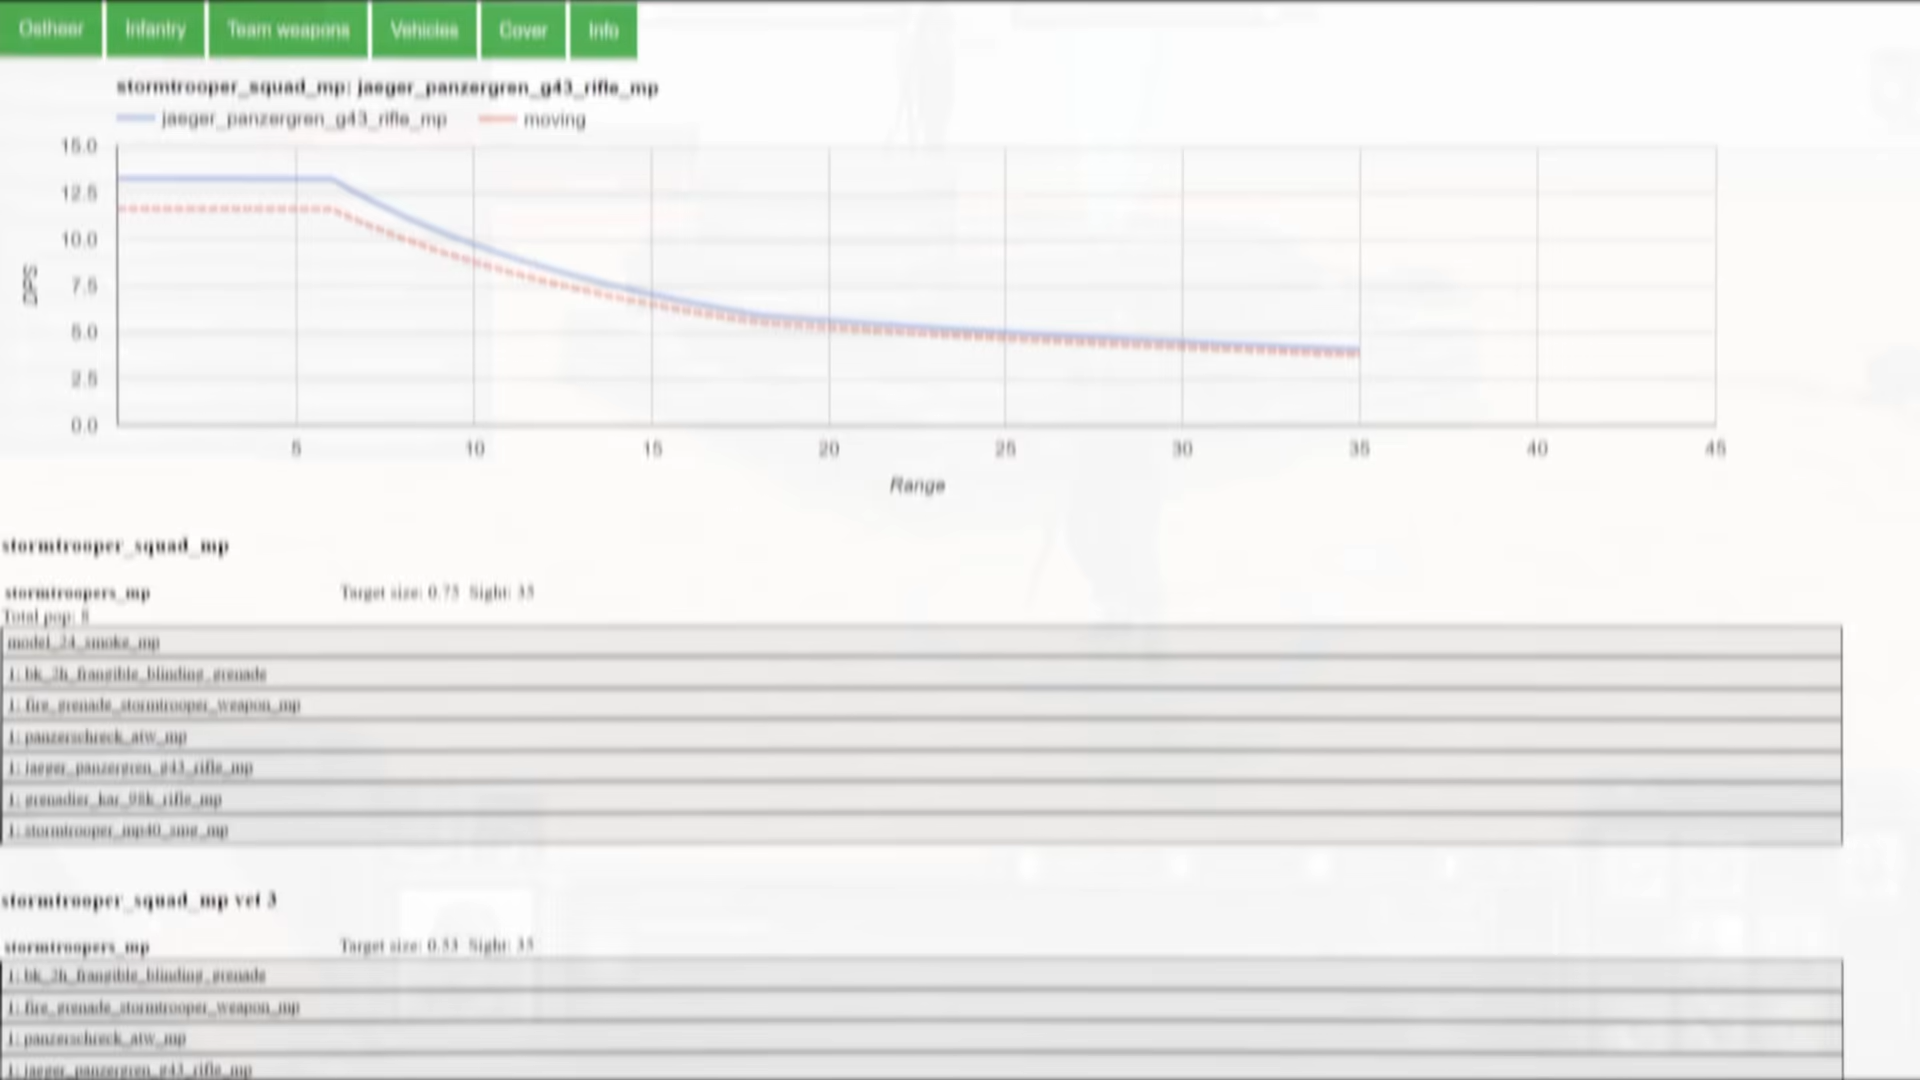 Ostheer Infantry Team weapons Vehicles Cover Info
stormtrooper_squad_mp: jaeger_panzergren_g43_rifle_mp
jaeger_panzergren_g43_rifle_mp moving
15.0
12.5
10.0
7.5
5.0
2.5
0.0
DPS
5 10 15 20 25 30 35 40 45
Range
stormtrooper_squad_mp
stormtroopers_mp Target size: 0.75 Sight: 35
Total pop: 8
model_24_smoke_mp
1: bk_2h_frangible_blinding_grenade
1: fire_grenade_stormtrooper_weapon_mp
1: panzerschreck_atw_mp
1: jaeger_panzergren_g43_rifle_mp
1: grenadier_kar_98k_rifle_mp
1: stormtrooper_mp40_smg_mp
stormtrooper_squad_mp vet 3
stormtroopers_mp Target size: 0.53 Sight: 35
1: bk_2h_frangible_blinding_grenade
1: fire_grenade_stormtrooper_weapon_mp
1: panzerschreck_atw_mp
1: jaeger_panzergren_g43_rifle_mp